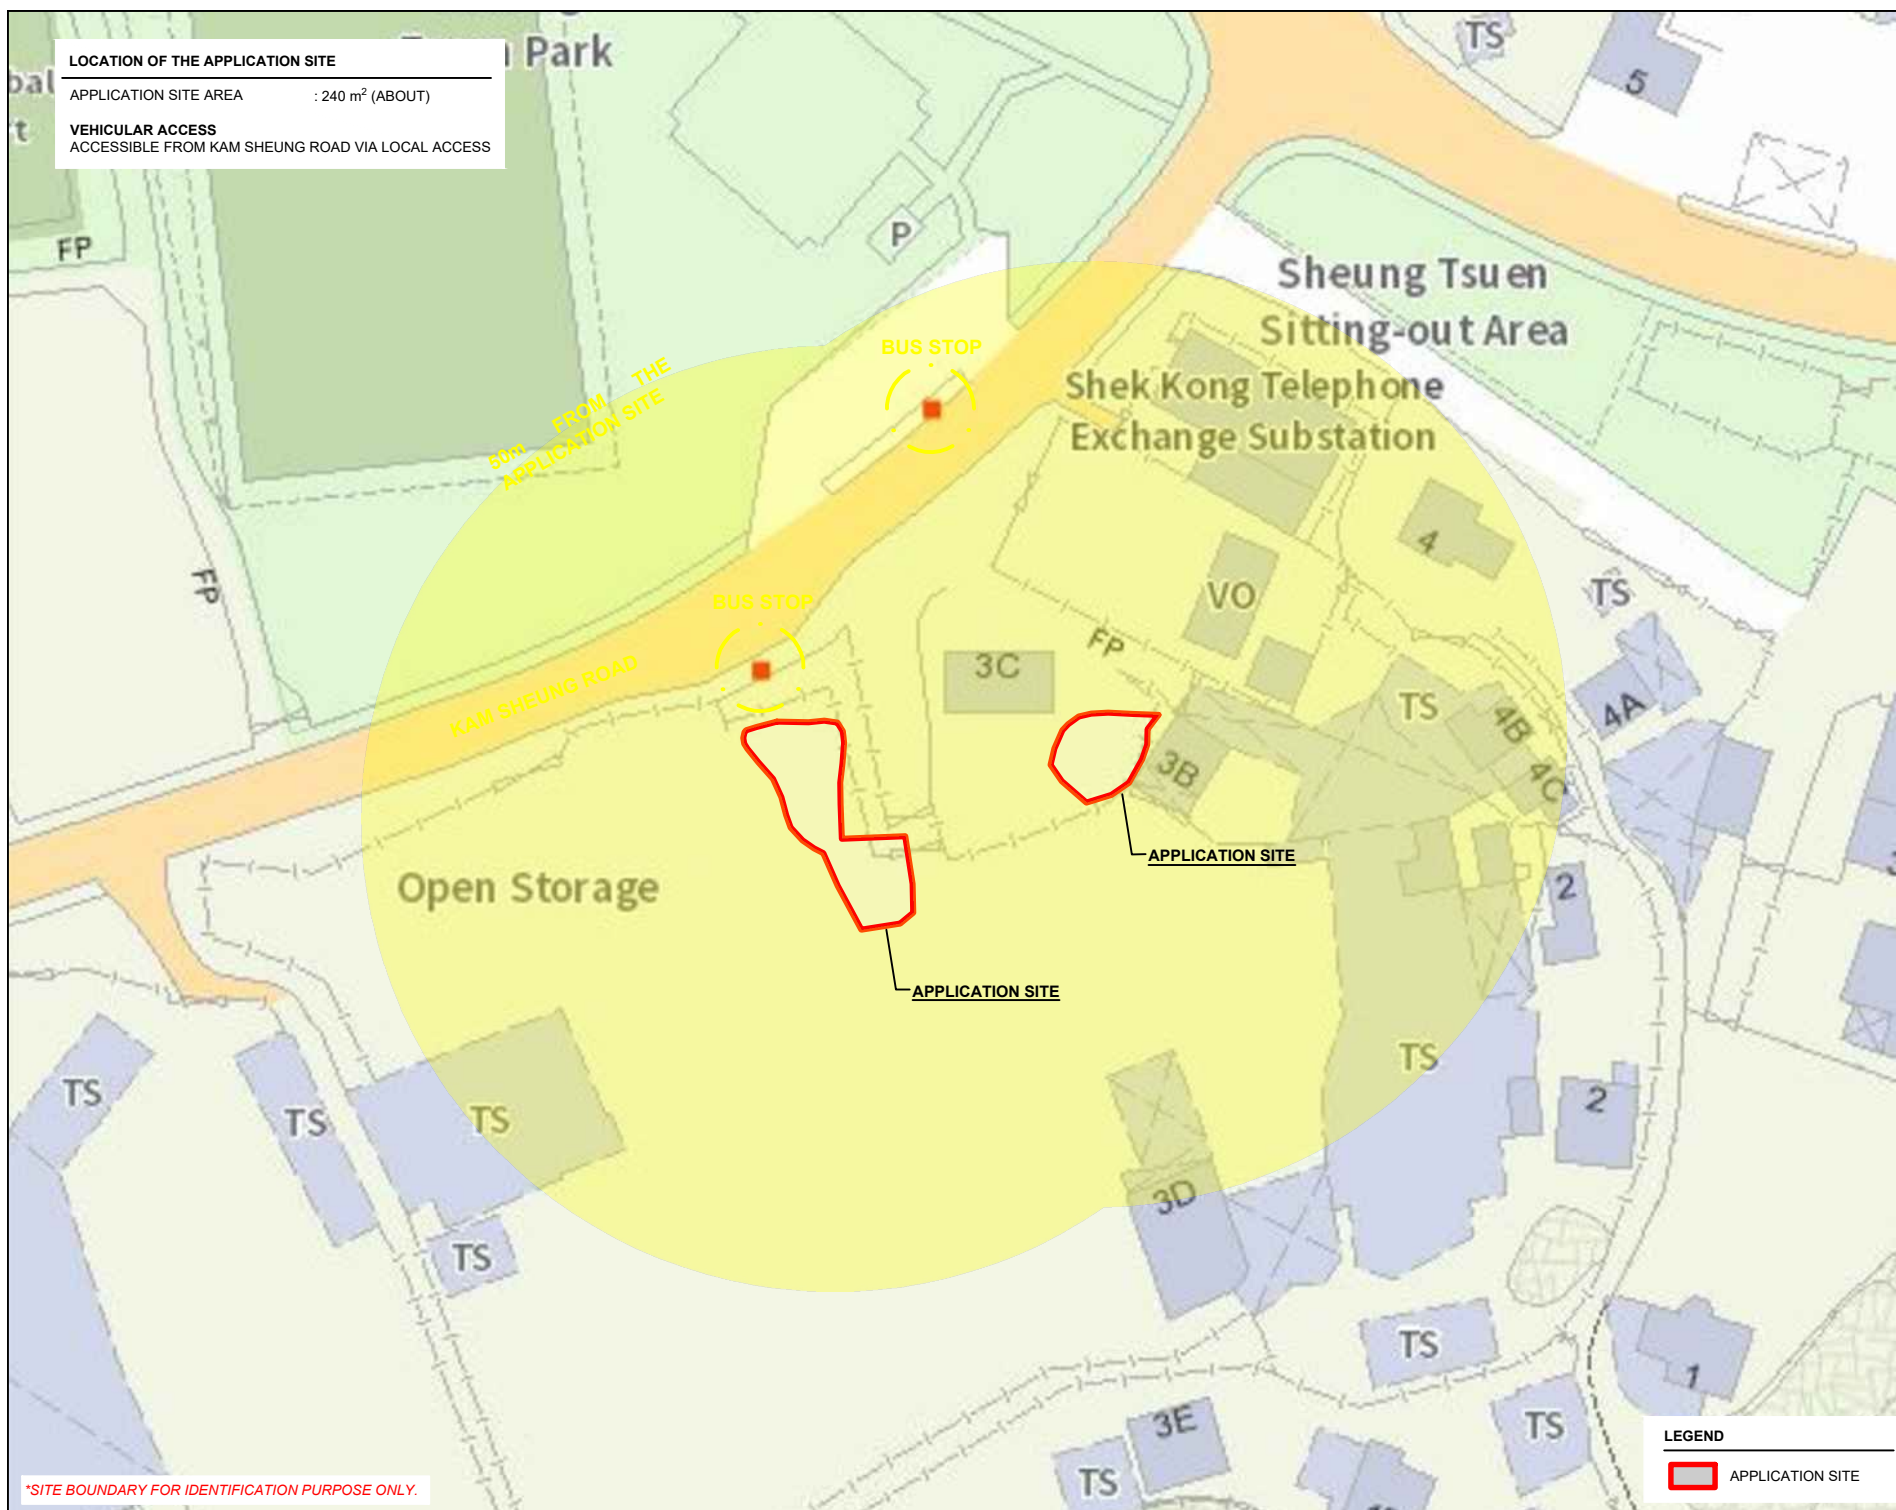 LOCATION OF THE APPLICATION SITE
APPLICATION SITE AREA : 240 m² (ABOUT)
VEHICULAR ACCESS
ACCESSIBLE FROM KAM SHEUNG ROAD VIA LOCAL ACCESS
Park
TS
5
FP
P
Sheung Tsuen
Sitting-out Area
BUS STOP
50m FROM THE
APPLICATION SITE
Shek Kong Telephone
Exchange Substation
4
FP
VO
TS
BUS STOP
FP
KAM SHEUNG ROAD
3C
TS
4B
4A
3B
4C
APPLICATION SITE
Open Storage
2
APPLICATION SITE
TS
TS
TS
TS
2
3D
TS
TS
1
3E
TS
TS
LEGEND
APPLICATION SITE
*SITE BOUNDARY FOR IDENTIFICATION PURPOSE ONLY.